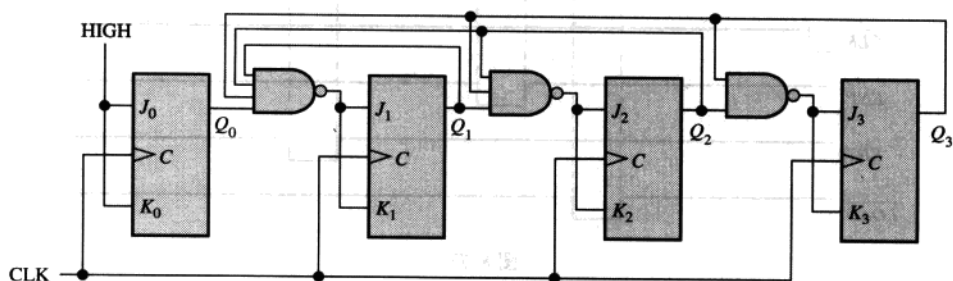 HIGH
J₀
C
K₀
Q₀
J₁
C
K₁
Q₁
J₂
C
K₂
Q₂
J₃
C
K₃
Q₃
CLK